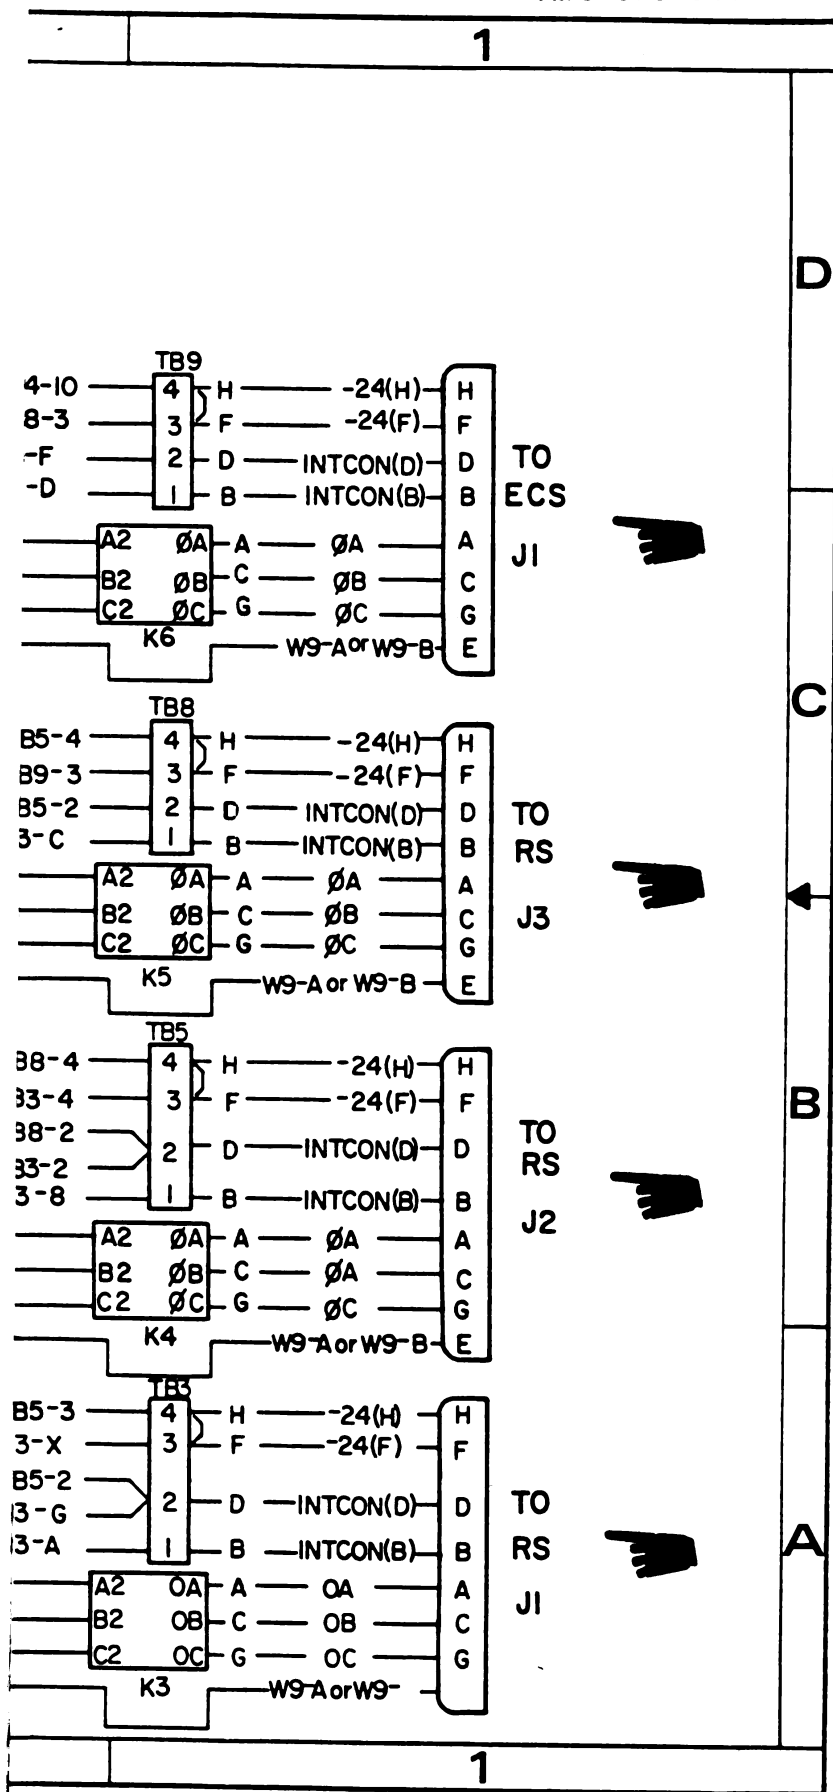 1
D
TB9
4-10 4 H -24(H) H
8-3 3 F -24(F) F
-F 2 D INTCON(D) D TO
-D 1 B INTCON(B) B ECS
A2 ØA A ØA A J1
B2 ØB C ØB C
C2 ØC G ØC G
K6 W9-A or W9-B E
C
TB8
B5-4 4 H -24(H) H
B9-3 3 F -24(F) F
B5-2 2 D INTCON(D) D TO
3-C 1 B INTCON(B) B RS
A2 ØA A ØA A
B2 ØB C ØB C J3
C2 ØC G ØC G
K5 W9-A or W9-B E
TB5
B8-4 4 H -24(H) H
B3-4 3 F -24(F) F
B
B8-2
2 D INTCON(D) D TO
B3-2 RS
3-8 1 B INTCON(B) B
A2 ØA A ØA A J2
B2 ØB C ØA C
C2 ØC G ØC G
K4 W9-A or W9-B E
TB3
B5-3 4 H -24(H) H
3-X 3 F -24(F) F
B5-2
2 D INTCON(D) D TO
3-G
3-A 1 B INTCON(B) B RS
A
A2 OA A OA A J1
B2 OB C OB C
C2 OC G OC G
K3 W9-A or W9-
1